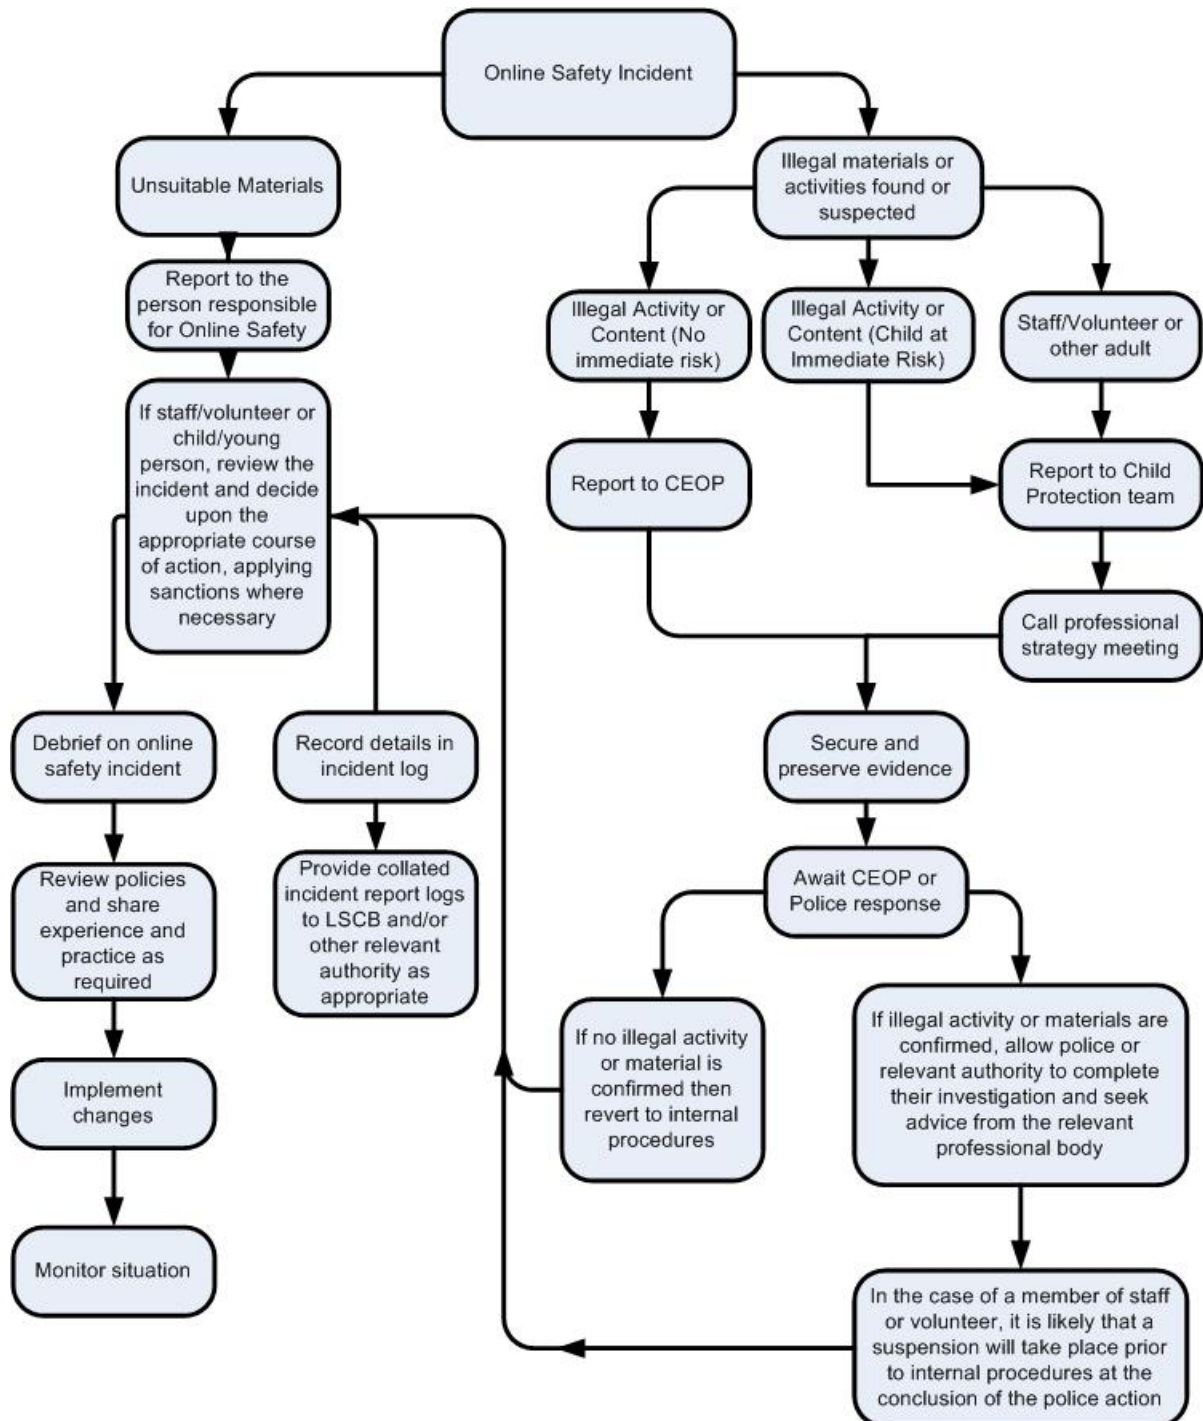 Online Safety Incident
Unsuitable Materials
Illegal materials or
activities found or
suspected
Report to the
person responsible
for Online Safety
Illegal Activity or
Content (No
immediate risk)
Illegal Activity or
Content (Child at
Immediate Risk)
Staff/Volunteer or
other adult
If staff/volunteer or
child/young
person, review the
incident and decide
upon the
appropriate course
of action, applying
sanctions where
necessary
Report to CEOP
Report to Child
Protection team
Call professional
strategy meeting
Debrief on online
safety incident
Record details in
incident log
Secure and
preserve evidence
Review policies
and share
experience and
practice as
required
Provide collated
incident report logs
to LSCB and/or
other relevant
authority as
appropriate
Await CEOP or
Police response
If no illegal activity
or material is
confirmed then
revert to internal
procedures
If illegal activity or materials are
confirmed, allow police or
relevant authority to complete
their investigation and seek
advice from the relevant
professional body
Implement
changes
Monitor situation
In the case of a member of staff
or volunteer, it is likely that a
suspension will take place prior
to internal procedures at the
conclusion of the police action